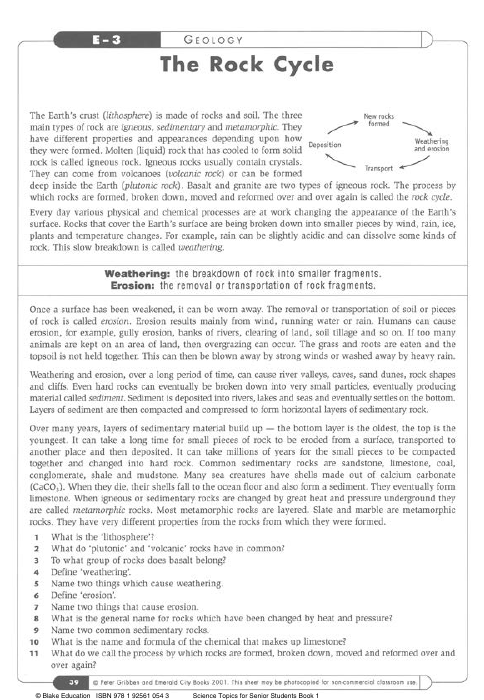 E-3 GEOLOGY
The Rock Cycle
The Earth's crust (lithosphere) is made of rocks and soil. The three
main types of rock are igneous, sedimentary and metamorphic. They
have different properties and appearances depending upon how
they were formed. Molten (liquid) rock that has cooled to form solid
rock is called igneous rock. Igneous rocks usually contain crystals.
They can come from volcanoes (volcanic rock) or can be formed
deep inside the Earth (plutonic rock). Basalt and granite are two types of igneous rock. The process by
which rocks are formed, broken down, moved and reformed over and over again is called the rock cycle.
New rocks
formed
Weathering
and erosion
Transport
Deposition
Every day various physical and chemical processes are at work changing the appearance of the Earth's
surface. Rocks that cover the Earth's surface are being broken down into smaller pieces by wind, rain, ice,
plants and temperature changes. For example, rain can be slightly acidic and can dissolve some kinds of
rock. This slow breakdown is called weathering.
Weathering: the breakdown of rock into smaller fragments.
Erosion: the removal or transportation of rock fragments.
Once a surface has been weakened, it can be worn away. The removal or transportation of soil or pieces
of rock is called erosion. Erosion results mainly from wind, running water or rain. Humans can cause
erosion, for example, gully erosion, banks of rivers, clearing of land, soil tillage and so on. If too many
animals are kept on an area of land, then overgrazing can occur. The grass and roots are eaten and the
topsoil is not held together. This can then be blown away by strong winds or washed away by heavy rain.
Weathering and erosion, over a long period of time, can cause river valleys, caves, sand dunes, rock shapes
and cliffs. Even hard rocks can eventually be broken down into very small particles, eventually producing
material called sediment. Sediment is deposited into rivers, lakes and seas and eventually settles on the bottom.
Layers of sediment are then compacted and compressed to form horizontal layers of sedimentary rock.
Over many years, layers of sedimentary material build up — the bottom layer is the oldest, the top is the
youngest. It can take a long time for small pieces of rock to be eroded from a surface, transported to
another place and then deposited. It can take millions of years for the small pieces to be compacted
together and changed into hard rock. Common sedimentary rocks are sandstone, limestone, coal,
conglomerate, shale and mudstone. Many sea creatures have shells made out of calcium carbonate
(CaCO₃). When they die, their shells fall to the ocean floor and also form a sediment. They eventually form
limestone. When igneous or sedimentary rocks are changed by great heat and pressure underground they
are called metamorphic rocks. Most metamorphic rocks are layered. Slate and marble are metamorphic
rocks. They have very different properties from the rocks from which they were formed.
1 What is the 'lithosphere'?
2 What do 'plutonic' and 'volcanic' rocks have in common?
3 To what group of rocks does basalt belong?
4 Define 'weathering'.
5 Name two things which cause weathering.
6 Define 'erosion'.
7 Name two things that cause erosion.
8 What is the general name for rocks which have been changed by heat and pressure?
9 Name two common sedimentary rocks.
10 What is the name and formula of the chemical that makes up limestone?
11 What do we call the process by which rocks are formed, broken down, moved and reformed over and
over again?
39 © Peter Gribben and Emerald City Books 2001. This sheet may be photocopied for non-commercial classroom use.
© Blake Education ISBN 978 1 92561 054 3 Science Topics for Senior Students Book 1